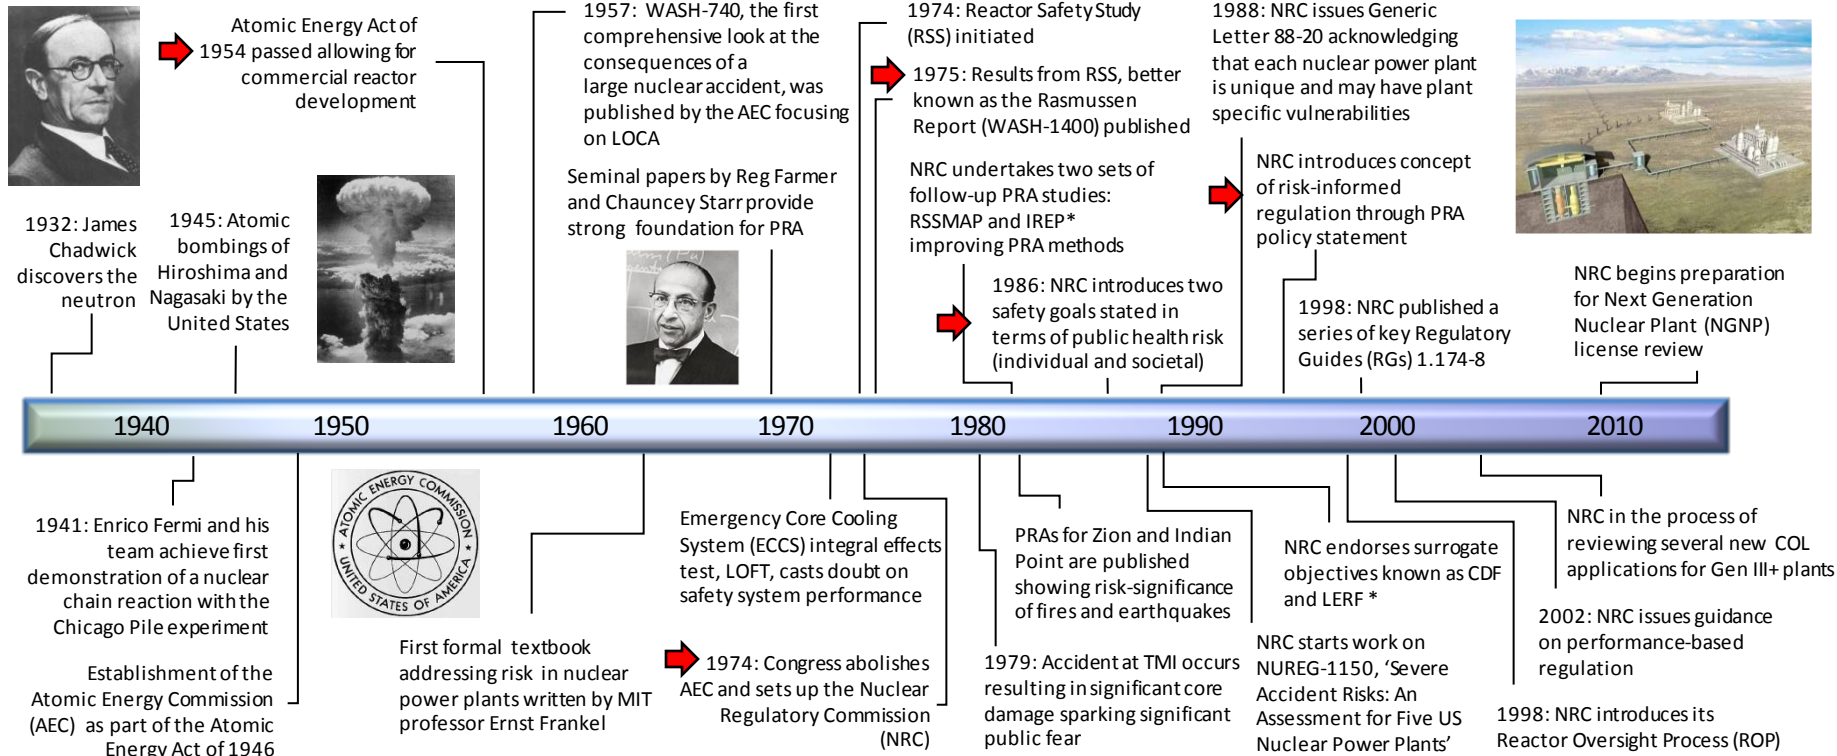 Atomic Energy Act of
1954 passed allowing for
commercial reactor
development
1932: James
Chadwick
discovers the
neutron
1945: Atomic
bombings of
Hiroshima and
Nagasaki by the
United States
1957: WASH-740, the first
comprehensive look at the
consequences of a
large nuclear accident, was
published by the AEC focusing
on LOCA
Seminal papers by Reg Farmer
and Chauncey Starr provide
strong foundation for PRA
1974: Reactor Safety Study
(RSS) initiated
1975: Results from RSS, better
known as the Rasmussen
Report (WASH-1400) published
NRC undertakes two sets of
follow-up PRA studies:
RSSMAP and IREP*
improving PRA methods
1986: NRC introduces two
safety goals stated in
terms of public health risk
(individual and societal)
1988: NRC issues Generic
Letter 88-20 acknowledging
that each nuclear power plant
is unique and may have plant
specific vulnerabilities
NRC introduces concept
of risk-informed
regulation through PRA
policy statement
1998: NRC published a
series of key Regulatory
Guides (RGs) 1.174-8
NRC begins preparation
for Next Generation
Nuclear Plant (NGNP)
license review
1940 1950 1960 1970 1980 1990 2000 2010
1941: Enrico Fermi and his
team achieve first
demonstration of a nuclear
chain reaction with the
Chicago Pile experiment
Establishment of the
Atomic Energy Commission
(AEC) as part of the Atomic
Energy Act of 1946
ATOMIC ENERGY COMMISSION
UNITED STATES OF AMERICA
First formal textbook
addressing risk in nuclear
power plants written by MIT
professor Ernst Frankel
Emergency Core Cooling
System (ECCS) integral effects
test, LOFT, casts doubt on
safety system performance
1974: Congress abolishes
AEC and sets up the Nuclear
Regulatory Commission
(NRC)
PRAs for Zion and Indian
Point are published
showing risk-significance
of fires and earthquakes
1979: Accident at TMI occurs
resulting in significant core
damage sparking significant
public fear
NRC endorses surrogate
objectives known as CDF
and LERF *
NRC starts work on
NUREG-1150, ‘Severe
Accident Risks: An
Assessment for Five US
Nuclear Power Plants’
NRC in the process of
reviewing several new COL
applications for Gen III+ plants
2002: NRC issues guidance
on performance-based
regulation
1998: NRC introduces its
Reactor Oversight Process (ROP)